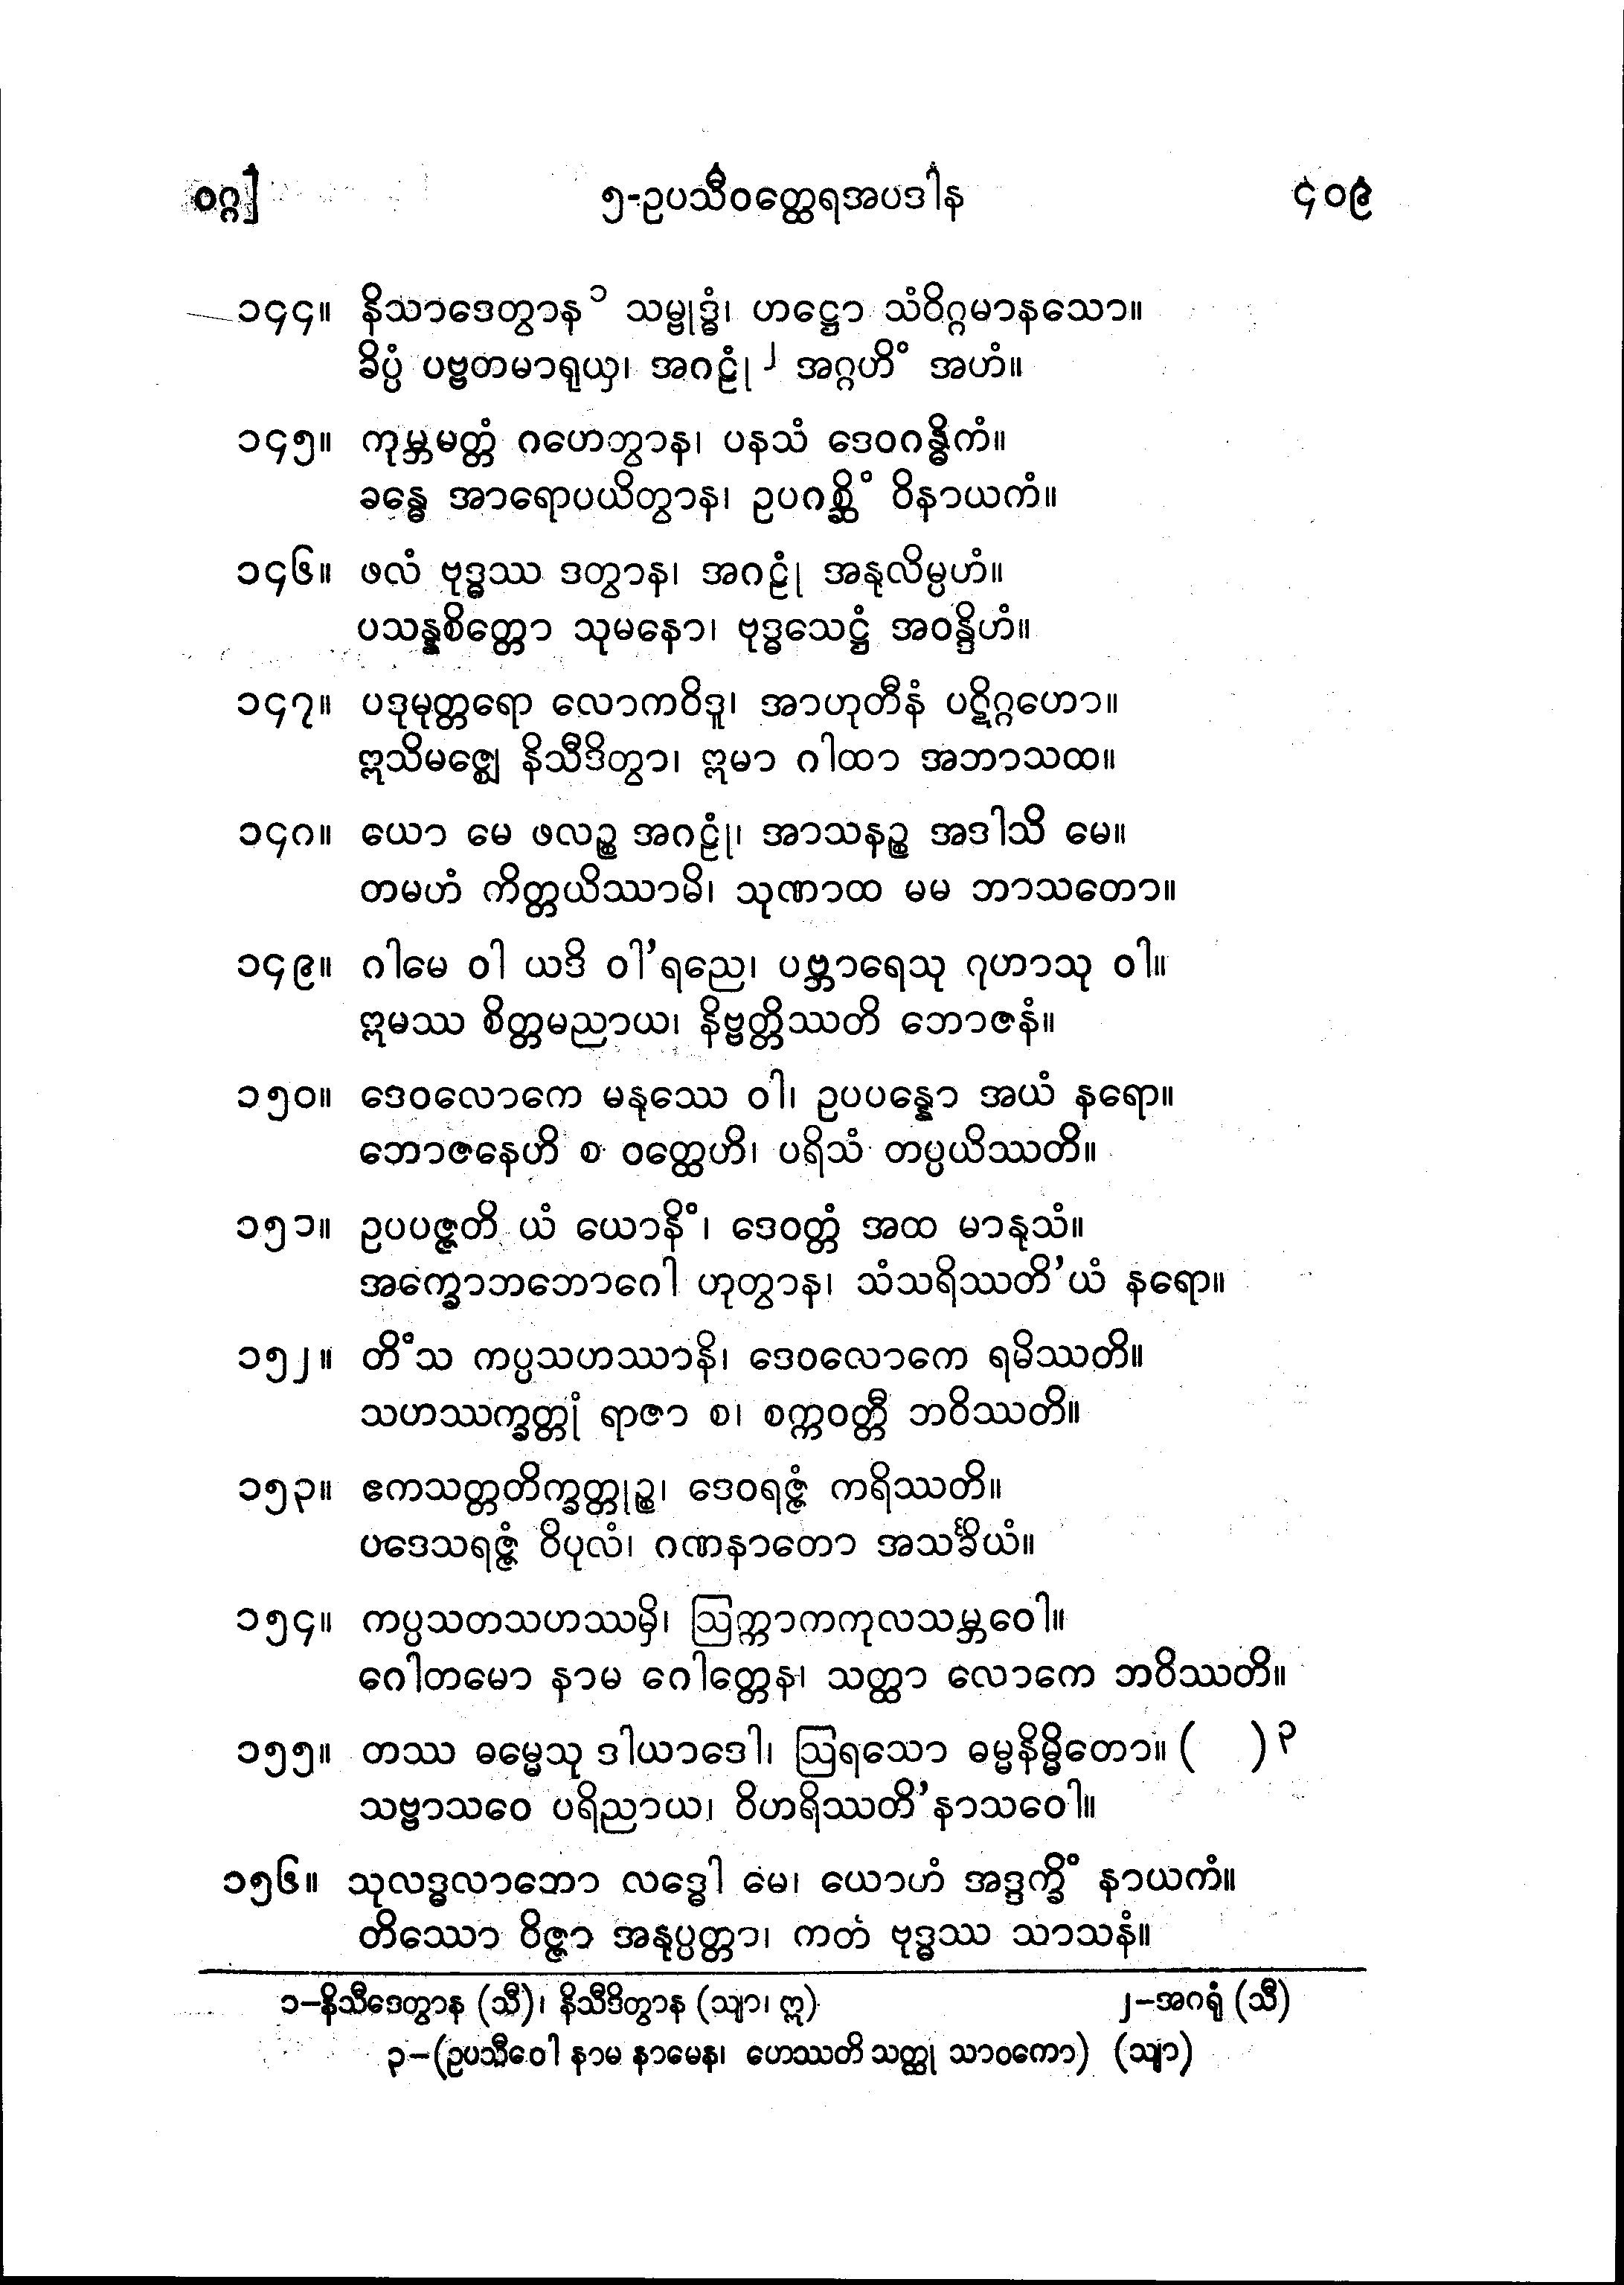 ဝဂ္ဂ] ၅-ဥပသီဝတ္ထေရအပဒါန ၄၀၉
၁၄၄။ နိသာဒေတွာန ၁ သမ္ဗုဒ္ဓံ၊ ဟဋ္ဌော သံဝိဂ္ဂမာနသော။
ခိပ္ပံ ပဗ္ဗတမာရုယှ၊ အဂဠုံ ၂ အဂ္ဂဟိံ အဟံ။
၁၄၅။ ကုမ္ဘမတ္တံ ဂဟေတွာန၊ ပနသံ ဒေဝဂန္ဓိကံ။
ခန္ဓေ အာရောပယိတွာန၊ ဥပဂစ္ဆိံ ဝိနာယကံ။
၁၄၆။ ဖလံ ဗုဒ္ဓဿ ဒတွာန၊ အဂဠုံ အနုလိမ္ပဟံ။
ပသန္နစိတ္တော သုမနော၊ ဗုဒ္ဓသေဋ္ဌံ အဝန္ဒိဟံ။
၁၄၇။ ပဒုမုတ္တရော လောကဝိဒူ၊ အာဟုတီနံ ပဋိဂ္ဂဟော။
ဣသိမဇ္ဈေ နိသီဒိတွာ၊ ဣမာ ဂါထာ အဘာသထ။
၁၄၈။ ယော မေ ဖလဉ္စ အဂဠုံ၊ အာသနဉ္စ အဒါသိ မေ။
တမဟံ ကိတ္တယိဿာမိ၊ သုဏာထ မမ ဘာသတော။
၁၄၉။ ဂါမေ ဝါ ယဒိ ဝါ’ရညေ၊ ပဗ္ဘာရေသု ဂုဟာသု ဝါ။
ဣမဿ စိတ္တမညာယ၊ နိဗ္ဗတ္တိဿတိ ဘောဇနံ။
၁၅၀။ ဒေဝလောကေ မနုဿေ ဝါ၊ ဥပပန္နော အယံ နရော။
ဘောဇနေဟိ စ ဝတ္ထေဟိ၊ ပရိသံ တပ္ပယိဿတိ။
၁၅၁။ ဥပပဇ္ဇတိ ယံ ယောနိံ၊ ဒေဝတ္တံ အထ မာနုသံ။
အက္ခောဘဘောဂေါ ဟုတွာန၊ သံသရိဿတိ’ယံ နရော။
၁၅၂။ တိံသ ကပ္ပသဟဿာနိ၊ ဒေဝလောကေ ရမိဿတိ။
သဟဿက္ခတ္တုံ ရာဇာ စ၊ စက္ကဝတ္တီ ဘဝိဿတိ။
၁၅၃။ ဧကသတ္တတိက္ခတ္တုဉ္စ၊ ဒေဝရဇ္ဇံ ကရိဿတိ။
ပဒေသရဇ္ဇံ ဝိပုလံ၊ ဂဏနာတော အသင်္ခိယံ။
၁၅၄။ ကပ္ပသတသဟဿမှိ၊ ဩက္ကာကကုလသမ္ဘဝေါ။
ဂေါတမော နာမ ဂေါတ္တေန၊ သတ္ထာ လောကေ ဘဝိဿတိ။
၁၅၅။ တဿ ဓမ္မေသု ဒါယာဒေါ၊ ဩရသော ဓမ္မနိမ္မိတော။ ( ) ၃
သဗ္ဗာသဝေ ပရိညာယ၊ ဝိဟရိဿတိ’နာသဝေါ။
၁၅၆။ သုလဒ္ဓလာဘော လဒ္ဓေါ မေ၊ ယောဟံ အဒ္ဒက္ခိံ နာယကံ။
တိဿော ဝိဇ္ဇာ အနုပ္ပတ္တာ၊ ကတံ ဗုဒ္ဓဿ သာသနံ။
၁–နိသီဒေတွာန (သီ)၊ နိသီဒိတွာန (သျာ၊ ဣ) ၂–အဂရုံ (သီ)
၃–(ဥပသီဝေါ နာမ နာမေန၊ ဟေဿတိ သတ္ထု သာဝကော) (သျာ)